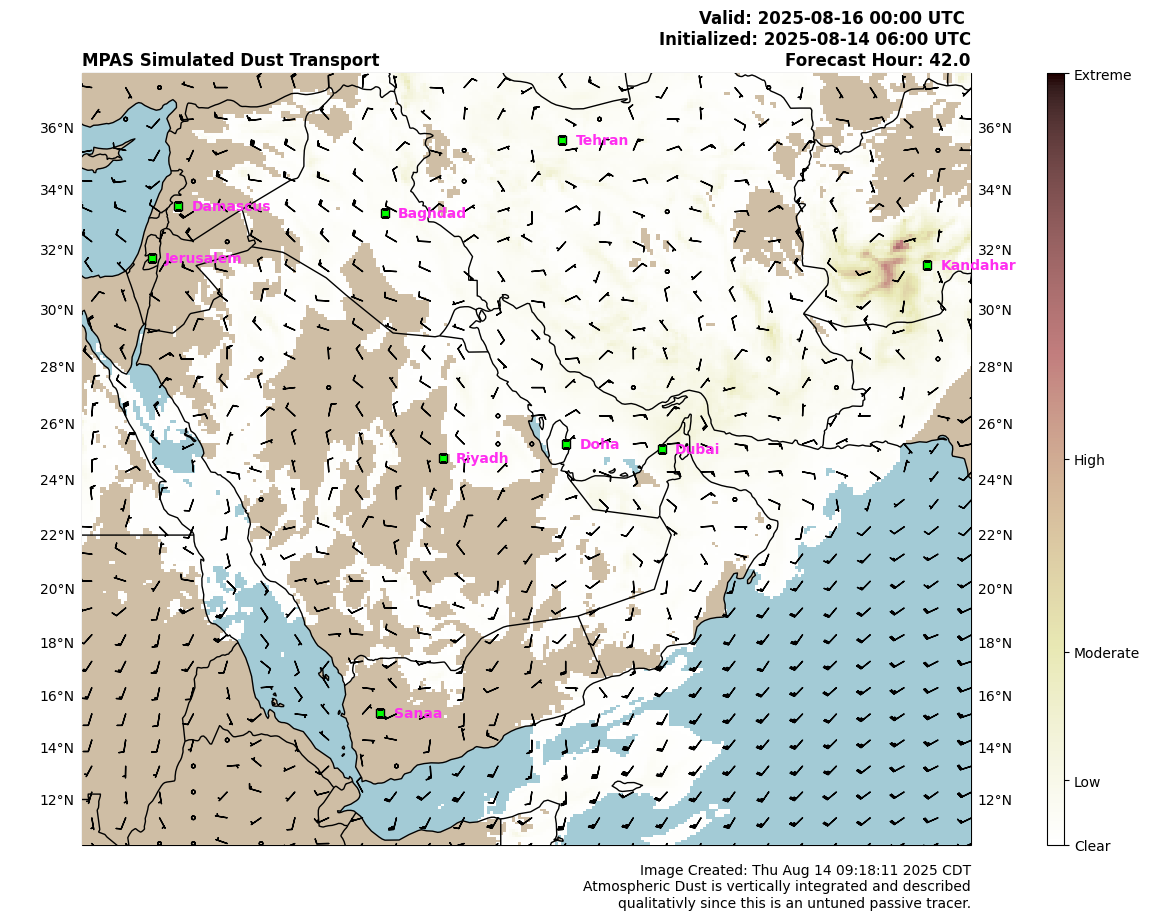 Valid: 2025-08-16 00:00 UTC
Initialized: 2025-08-14 06:00 UTC
MPAS Simulated Dust Transport
Forecast Hour: 42.0
Extreme
High
Moderate
Low
Clear
36°N
34°N
32°N
30°N
28°N
26°N
24°N
22°N
20°N
18°N
16°N
14°N
12°N
36°N
34°N
32°N
30°N
28°N
26°N
24°N
22°N
20°N
18°N
16°N
14°N
12°N
Tehran
Damascus
Baghdad
Jerusalem
Kandahar
Doha
Dubai
Riyadh
Sanaa
Image Created: Thu Aug 14 09:18:11 2025 CDT
Atmospheric Dust is vertically integrated and described
qualitativly since this is an untuned passive tracer.